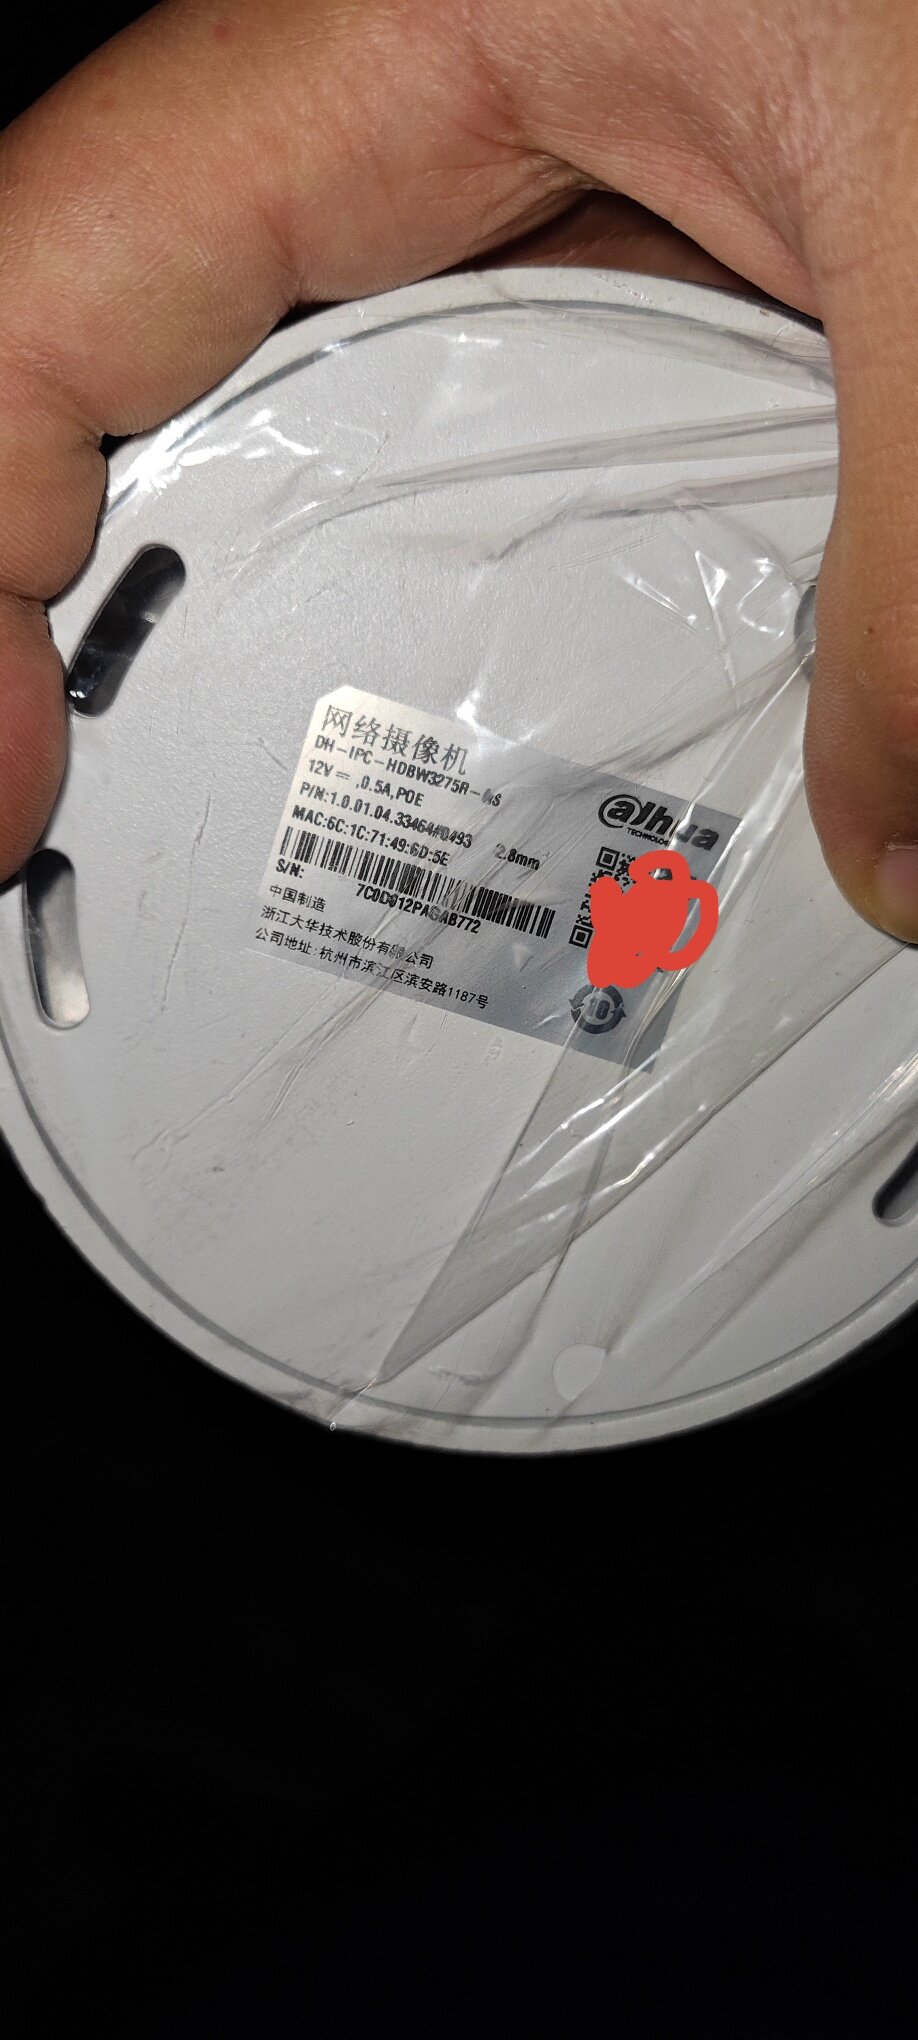 网络摄像机
DH-IPC-HDBW3275R-
12V⎓,0.5A,POE
P/N:1.0.01.04.33464#0493
2.8mm
MAC:6C:1C:71:49:6D:5E
S/N:
7C0D012PAGAB772
中国制造
浙江大华技术股份有限公司
公司地址:杭州市滨江区滨安路1187号
alhua
TECHNOLOGY
10